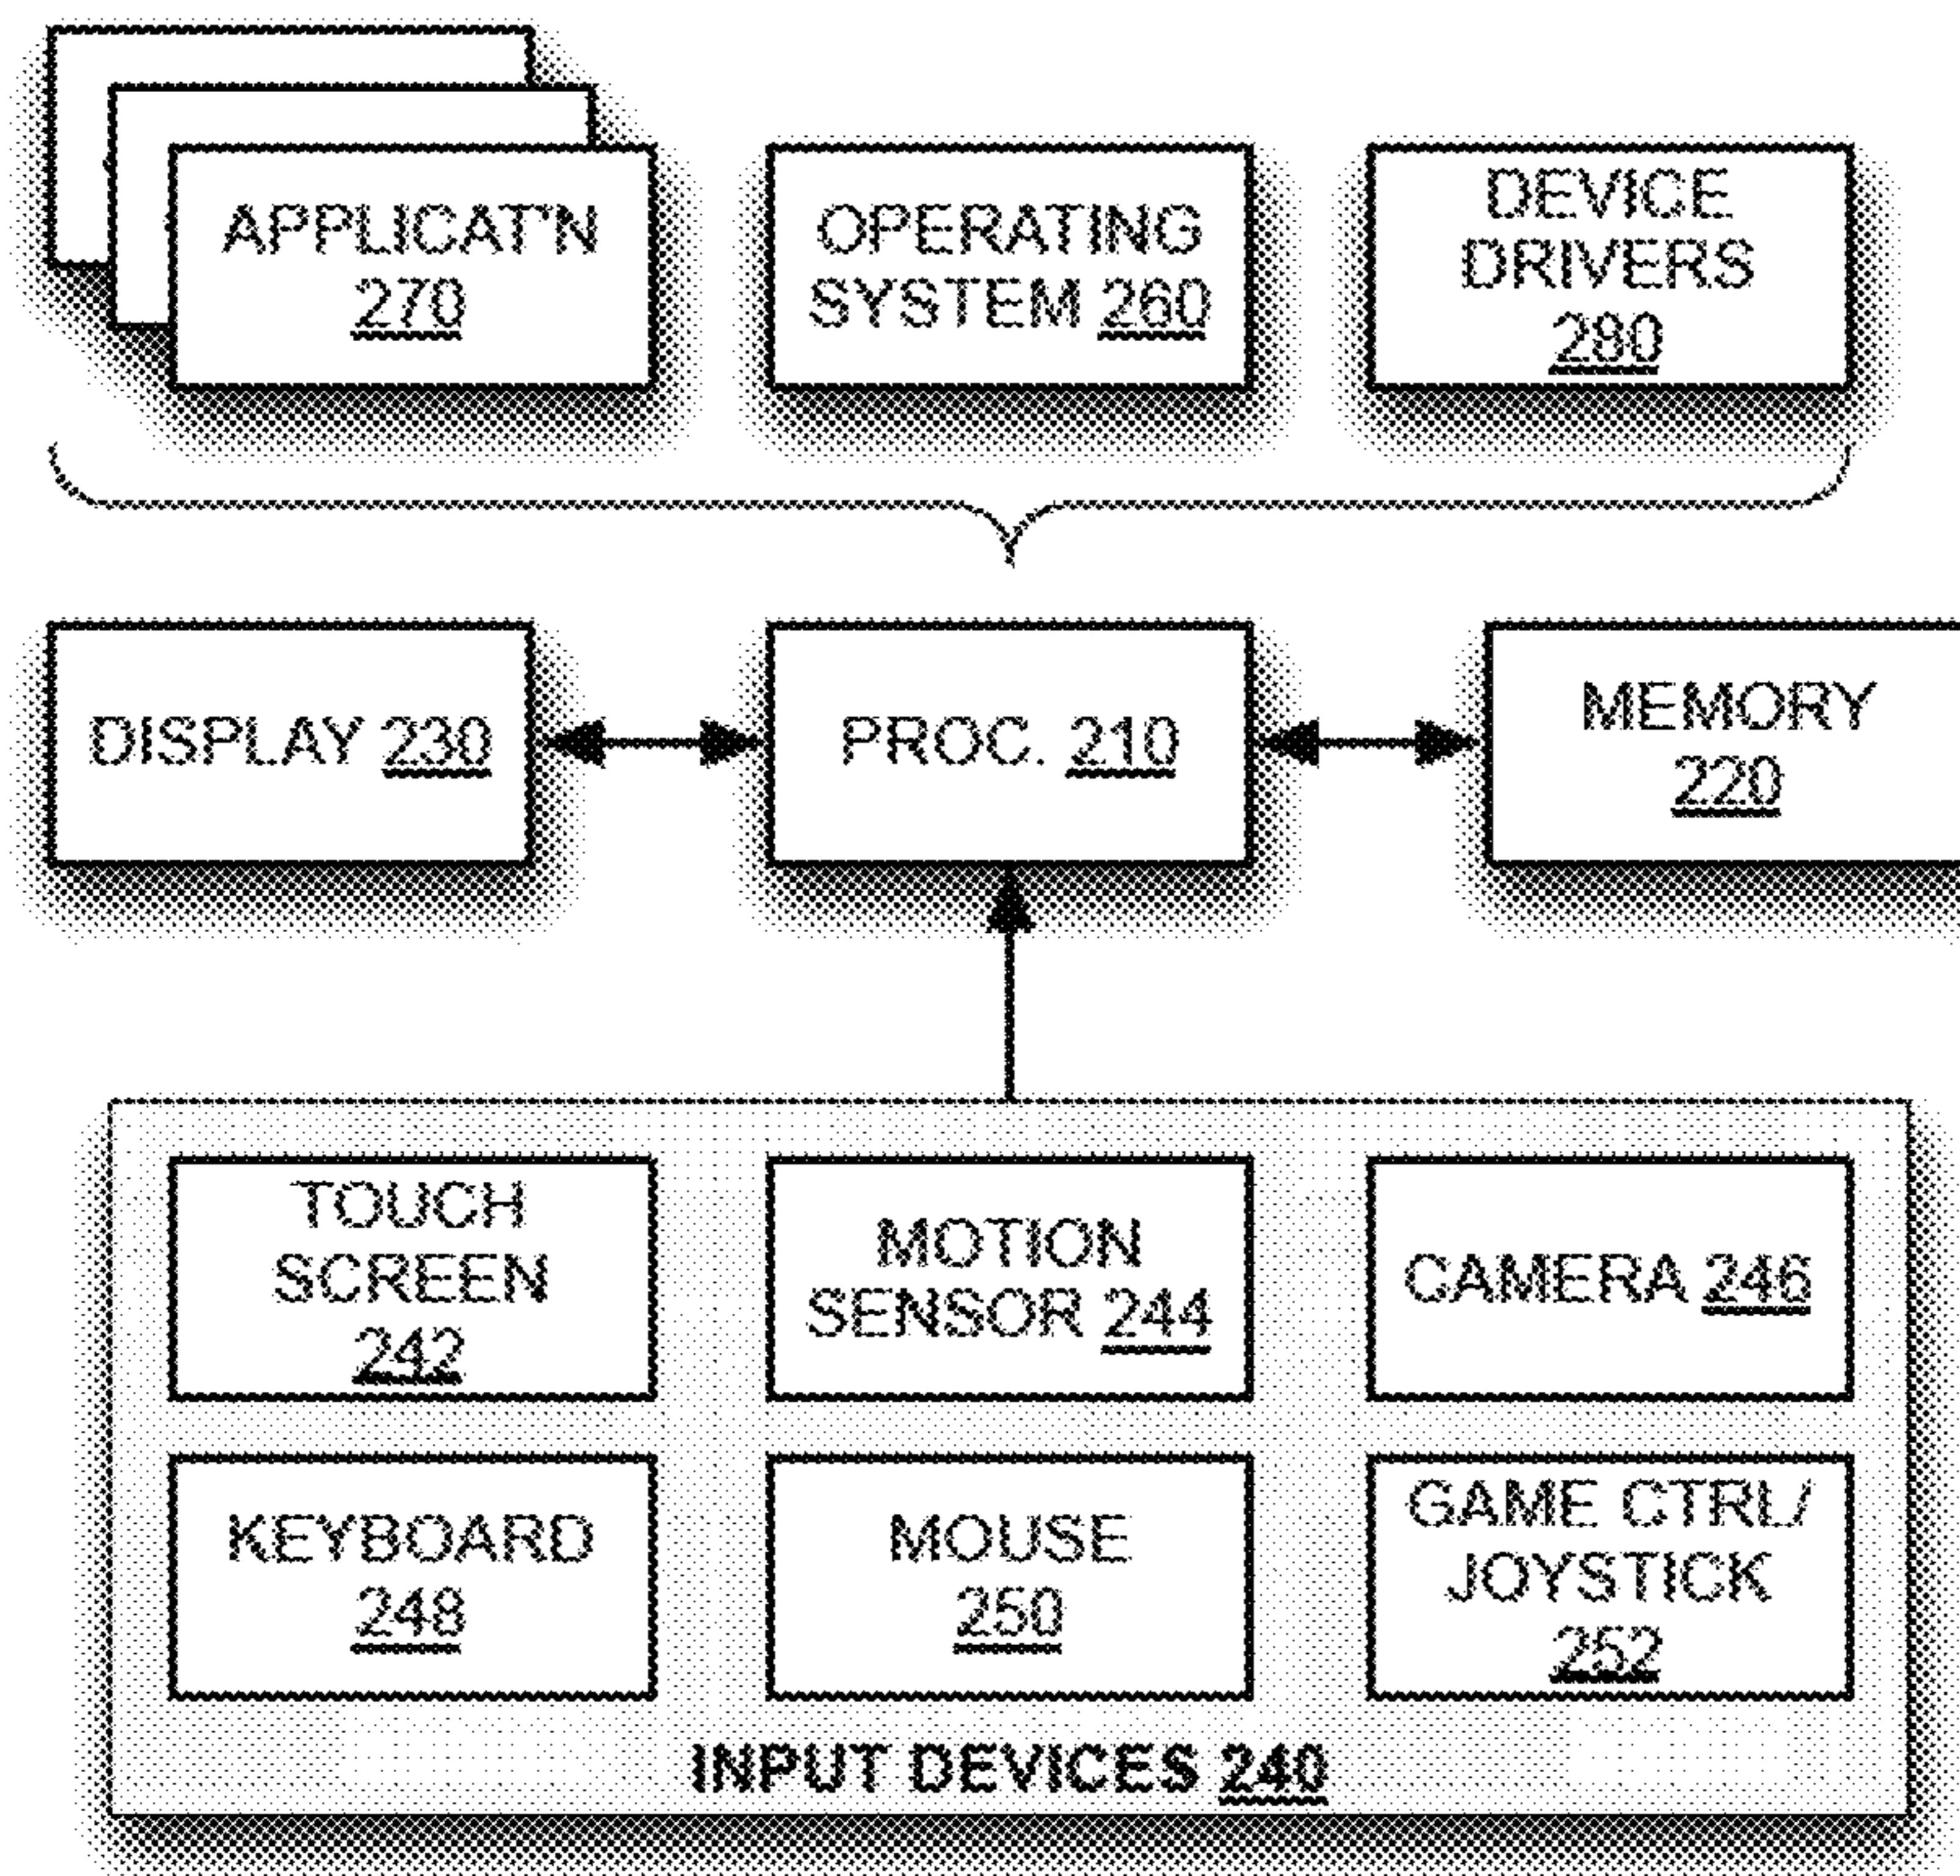 APPLICAT'N
270
OPERATING
SYSTEM 260
DEVICE
DRIVERS
280
DISPLAY 230
PROC. 210
MEMORY
220
TOUCH
SCREEN
242
MOTION
SENSOR 244
CAMERA 246
KEYBOARD
248
MOUSE
250
GAME CTRL/
JOYSTICK
252
INPUT DEVICES 240